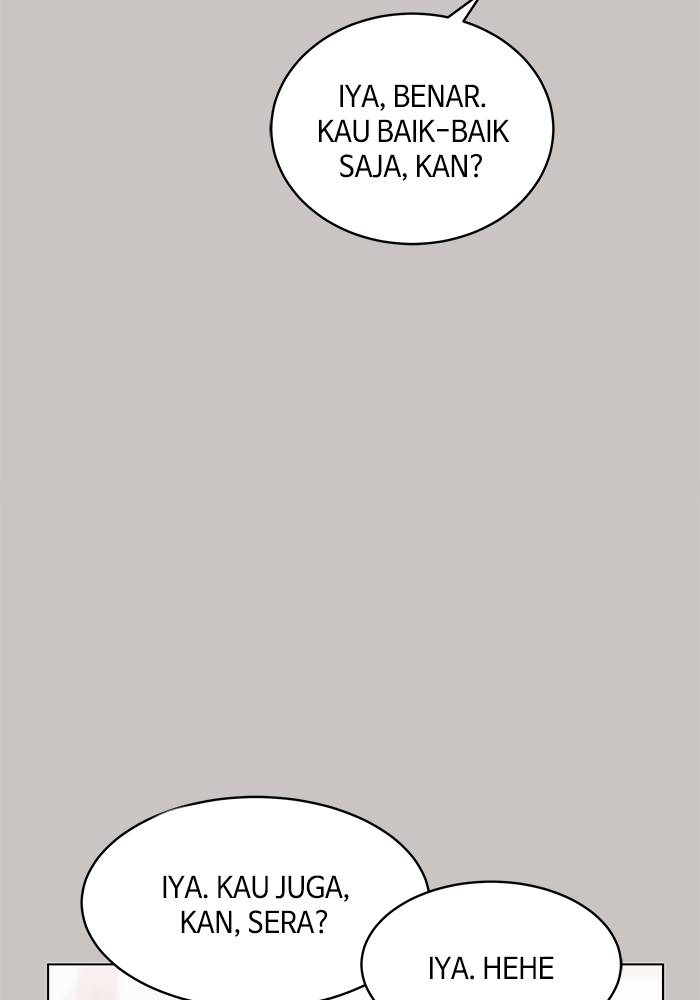 IYA, BENAR.
KAU BAIK-BAIK
SAJA, KAN?
IYA. KAU JUGA,
KAN, SERA?
IYA. HEHE